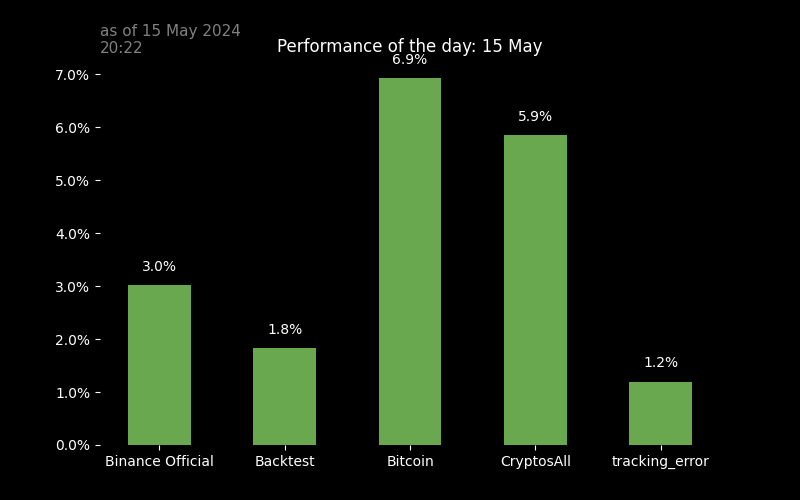 as of 15 May 2024
20:22
Performance of the day: 15 May
7.0%
6.0%
5.0%
4.0%
3.0%
2.0%
1.0%
0.0%
3.0%
1.8%
6.9%
5.9%
1.2%
Binance Official
Backtest
Bitcoin
CryptosAll
tracking_error